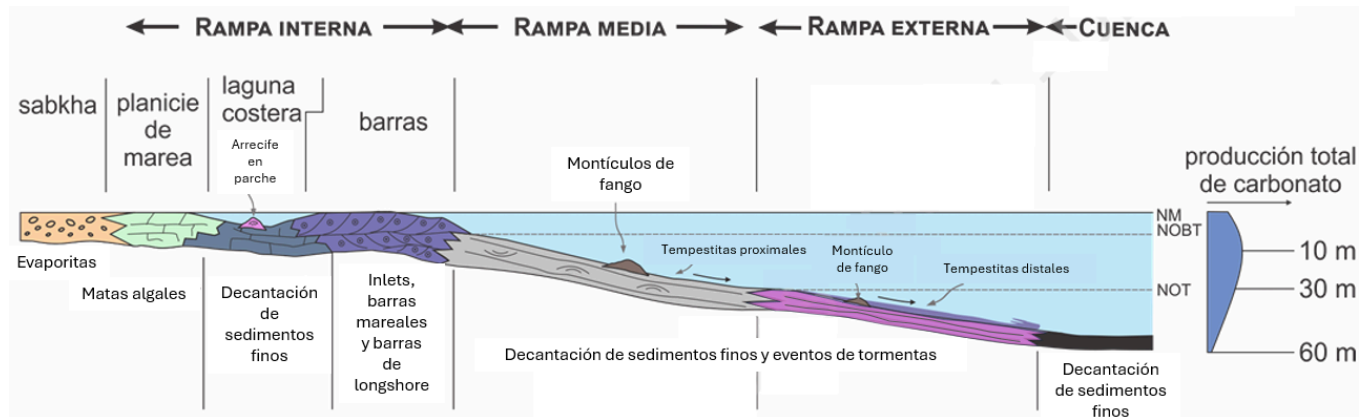 RAMPA INTERNA
RAMPA MEDIA
RAMPA EXTERNA
CUENCA
sabkha
planicie
de
marea
laguna
costera
Arrecife
en
parche
barras
Montículos de
fango
Tempestitas proximales
Montículo
de fango
Tempestitas distales
NM
NOBT
NOT
producción total
de carbonato
10 m
30 m
60 m
Evaporitas
Matas algales
Decantación
de
sedimentos
finos
Inlets,
barras
mareales
y barras
de
longshore
Decantación de sedimentos finos y eventos de tormentas
Decantación
de sedimentos
finos